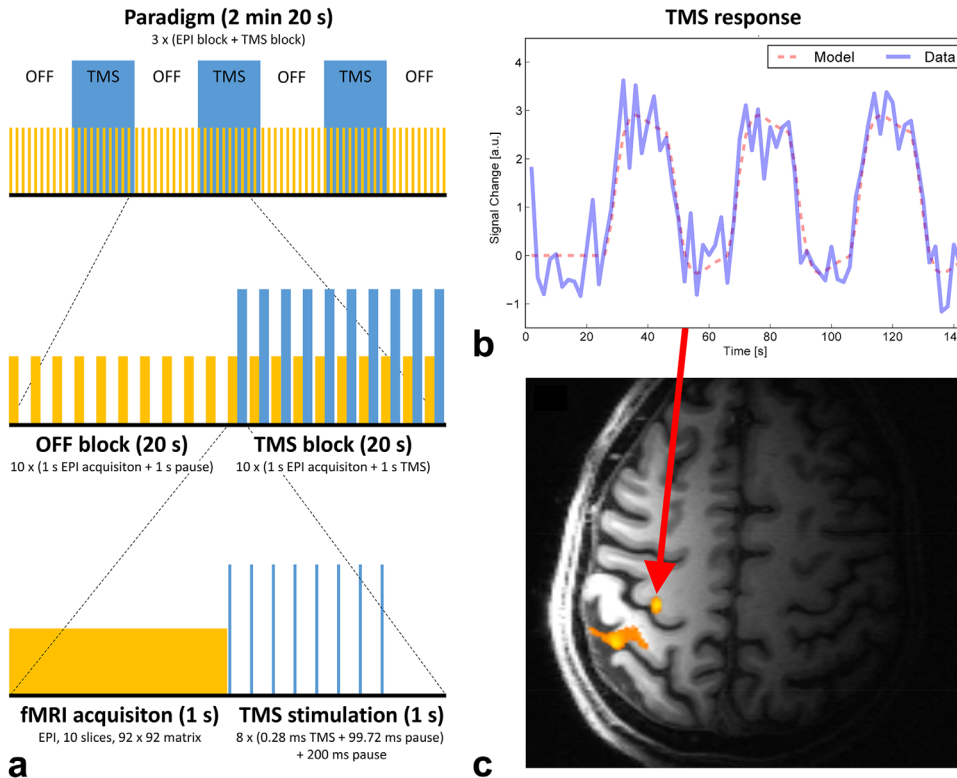 Paradigm (2 min 20 s)
3 x (EPI block + TMS block)
OFF TMS OFF TMS OFF TMS OFF
OFF block (20 s)
10 x (1 s EPI acquisiton + 1 s pause)
TMS block (20 s)
10 x (1 s EPI acquisiton + 1 s TMS)
fMRI acquisiton (1 s)
EPI, 10 slices, 92 x 92 matrix
TMS stimulation (1 s)
8 x (0.28 ms TMS + 99.72 ms pause)
+ 200 ms pause
a
TMS response
Model Data
Signal Change [a.u.]
4
3
2
1
0
−1
0 20 40 60 80 100 120 140
Time [s]
b
c